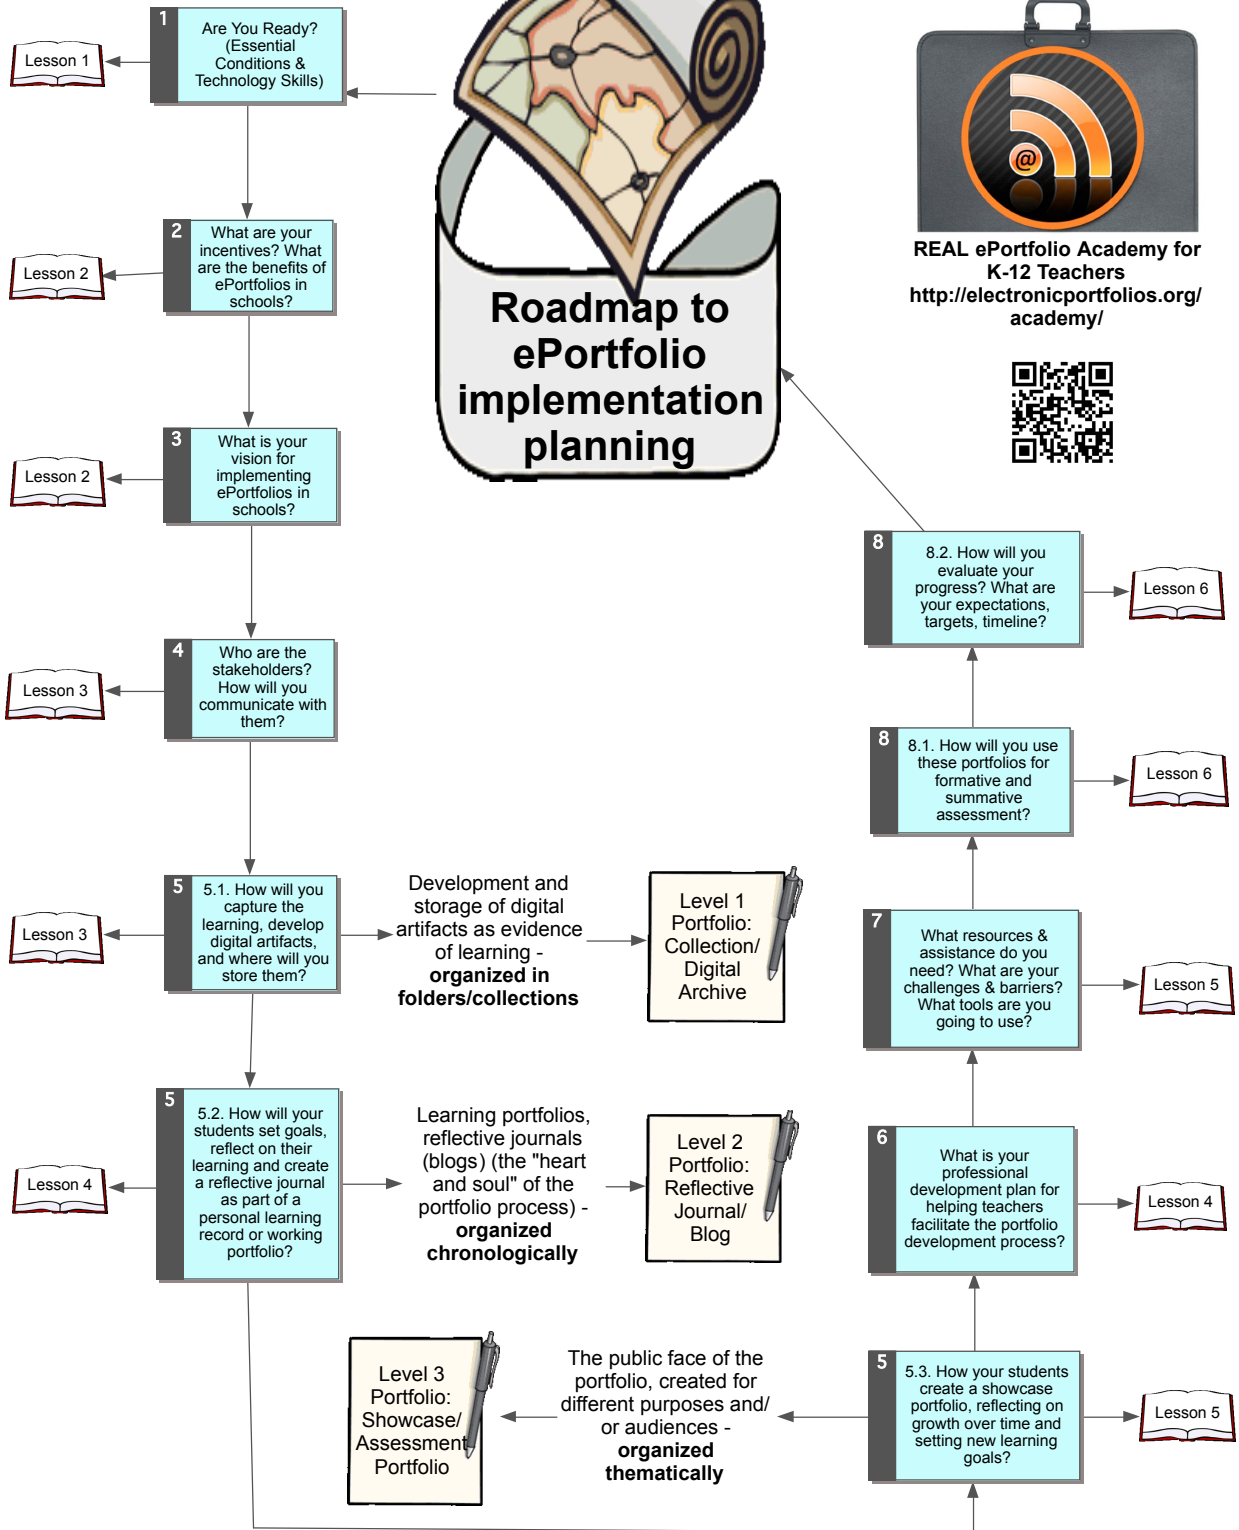 1
Are You Ready?
(Essential
Conditions &
Technology Skills)
Lesson 1
2
What are your
incentives? What
are the benefits of
ePortfolios in
schools?
Lesson 2
3
What is your
vision for
implementing
ePortfolios in
schools?
Lesson 2
4
Who are the
stakeholders?
How will you
communicate with
them?
Lesson 3
5
5.1. How will you
capture the
learning, develop
digital artifacts,
and where will you
store them?
Lesson 3
Development and
storage of digital
artifacts as evidence
of learning -
organized in
folders/collections
Level 1
Portfolio:
Collection/
Digital
Archive
5
5.2. How will your
students set goals,
reflect on their
learning and create
a reflective journal
as part of a
personal learning
record or working
portfolio?
Lesson 4
Learning portfolios,
reflective journals
(blogs) (the "heart
and soul" of the
portfolio process) -
organized
chronologically
Level 2
Portfolio:
Reflective
Journal/
Blog
5
5.3. How your students
create a showcase
portfolio, reflecting on
growth over time and
setting new learning
goals?
Lesson 5
The public face of the
portfolio, created for
different purposes and/
or audiences -
organized
thematically
Level 3
Portfolio:
Showcase/
Assessment
Portfolio
6
What is your
professional
development plan for
helping teachers
facilitate the portfolio
development process?
Lesson 4
7
What resources &
assistance do you
need? What are your
challenges & barriers?
What tools are you
going to use?
Lesson 5
8
8.1. How will you use
these portfolios for
formative and
summative
assessment?
Lesson 6
8
8.2. How will you
evaluate your
progress? What are
your expectations,
targets, timeline?
Lesson 6
Roadmap to
ePortfolio
implementation
planning
@
REAL ePortfolio Academy for
K-12 Teachers
http://electronicportfolios.org/
academy/